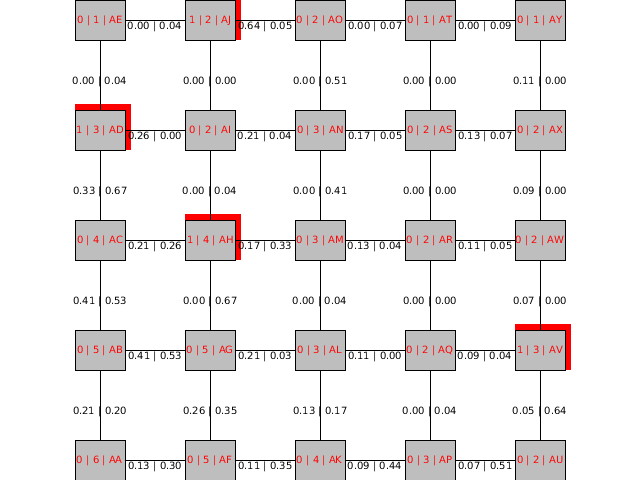 0 | 1 | AE 0.00 | 0.04 1 | 2 | AJ 0.64 | 0.05 0 | 2 | AO 0.00 | 0.07 0 | 1 | AT 0.00 | 0.09 0 | 1 | AY
0.00 | 0.04 0.00 | 0.00 0.00 | 0.51 0.00 | 0.00 0.11 | 0.00
1 | 3 | AD 0.26 | 0.00 0 | 2 | AI 0.21 | 0.04 0 | 3 | AN 0.17 | 0.05 0 | 2 | AS 0.13 | 0.07 0 | 2 | AX
0.33 | 0.67 0.00 | 0.04 0.00 | 0.41 0.00 | 0.00 0.09 | 0.00
0 | 4 | AC 0.21 | 0.26 1 | 4 | AH 0.17 | 0.33 0 | 3 | AM 0.13 | 0.04 0 | 2 | AR 0.11 | 0.05 0 | 2 | AW
0.41 | 0.53 0.00 | 0.67 0.00 | 0.04 0.00 | 0.00 0.07 | 0.00
0 | 5 | AB 0.41 | 0.53 0 | 5 | AG 0.21 | 0.03 0 | 3 | AL 0.11 | 0.00 0 | 2 | AQ 0.09 | 0.04 1 | 3 | AV
0.21 | 0.20 0.26 | 0.35 0.13 | 0.17 0.00 | 0.04 0.05 | 0.64
0 | 6 | AA 0.13 | 0.30 0 | 5 | AF 0.11 | 0.35 0 | 4 | AK 0.09 | 0.44 0 | 3 | AP 0.07 | 0.51 0 | 2 | AU